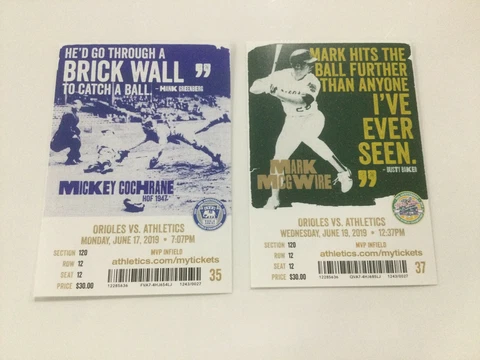 HE'D GO THROUGH A
BRICK WALL
TO CATCH A BALL. ”
- HANK GREENBERG
MICKEY COCHRANE
HOF 1947
ORIOLES VS. ATHLETICS
MONDAY, JUNE 17, 2019 • 7:07PM
SECTION 120 MVP INFIELD
ROW 12 athletics.com/mytickets
SEAT 12
PRICE $30.00
35
MARK HITS THE
BALL FURTHER
THAN ANYONE
I'VE
EVER
SEEN.
- DUSTY BAKER
”
MARK
MCGWIRE
ORIOLES VS. ATHLETICS
WEDNESDAY, JUNE 19, 2019 • 12:37PM
SECTION 120 MVP INFIELD
ROW 12 athletics.com/mytickets
SEAT 12
PRICE $30.00
37